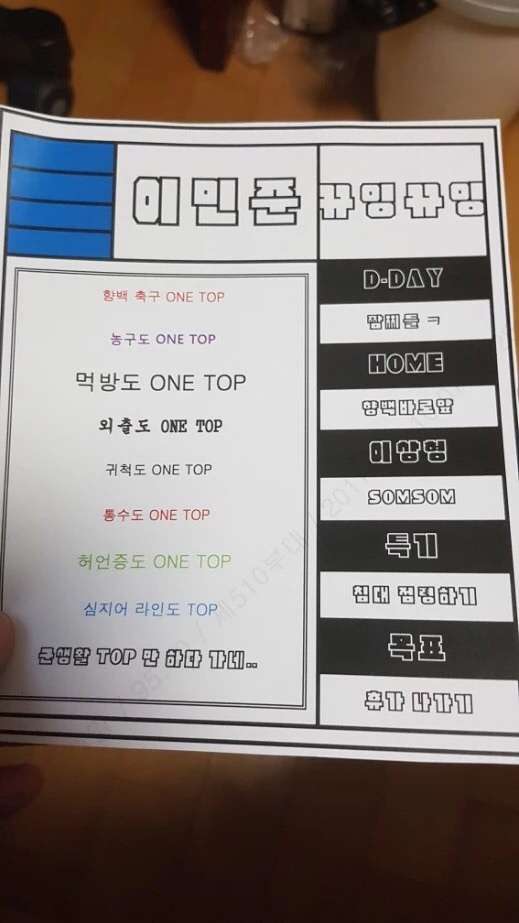 이민준
뀨잉뀨잉
향백 축구 ONE TOP
농구도 ONE TOP
먹방도 ONE TOP
외출도 ONE TOP
귀척도 ONE TOP
통수도 ONE TOP
허언증도 ONE TOP
심지어 라인도 TOP
군생활 TOP 만 하다 가네..
D-DAY
짬찌들 ㅋ
HOME
향백바로앞
이상형
SOMSOM
특기
침대 점령하기
목표
휴가 나가기
제510부대